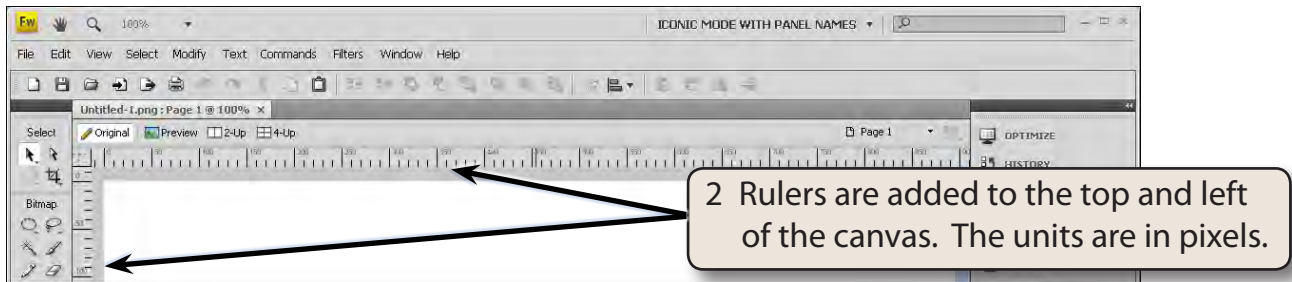 Fw 100% ICONIC MODE WITH PANEL NAMES
File Edit View Select Modify Text Commands Filters Window Help
Untitled-1.png : Page 1 @ 100% ×
Select Original Preview 2-Up 4-Up Page 1 OPTIMIZE
HISTORY
Bitmap
2 Rulers are added to the top and left
of the canvas. The units are in pixels.